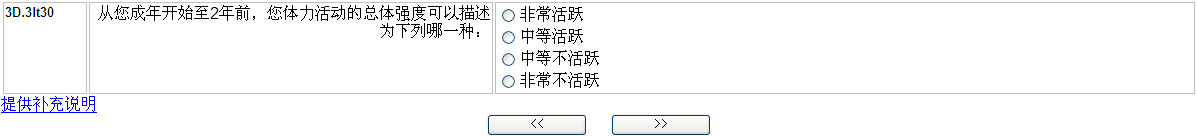 3D.3lt30
从您成年开始至2年前，您体力活动的总体强度可以描述
为下列哪一种：
非常活跃
中等活跃
中等不活跃
非常不活跃
提供补充说明
<< >>